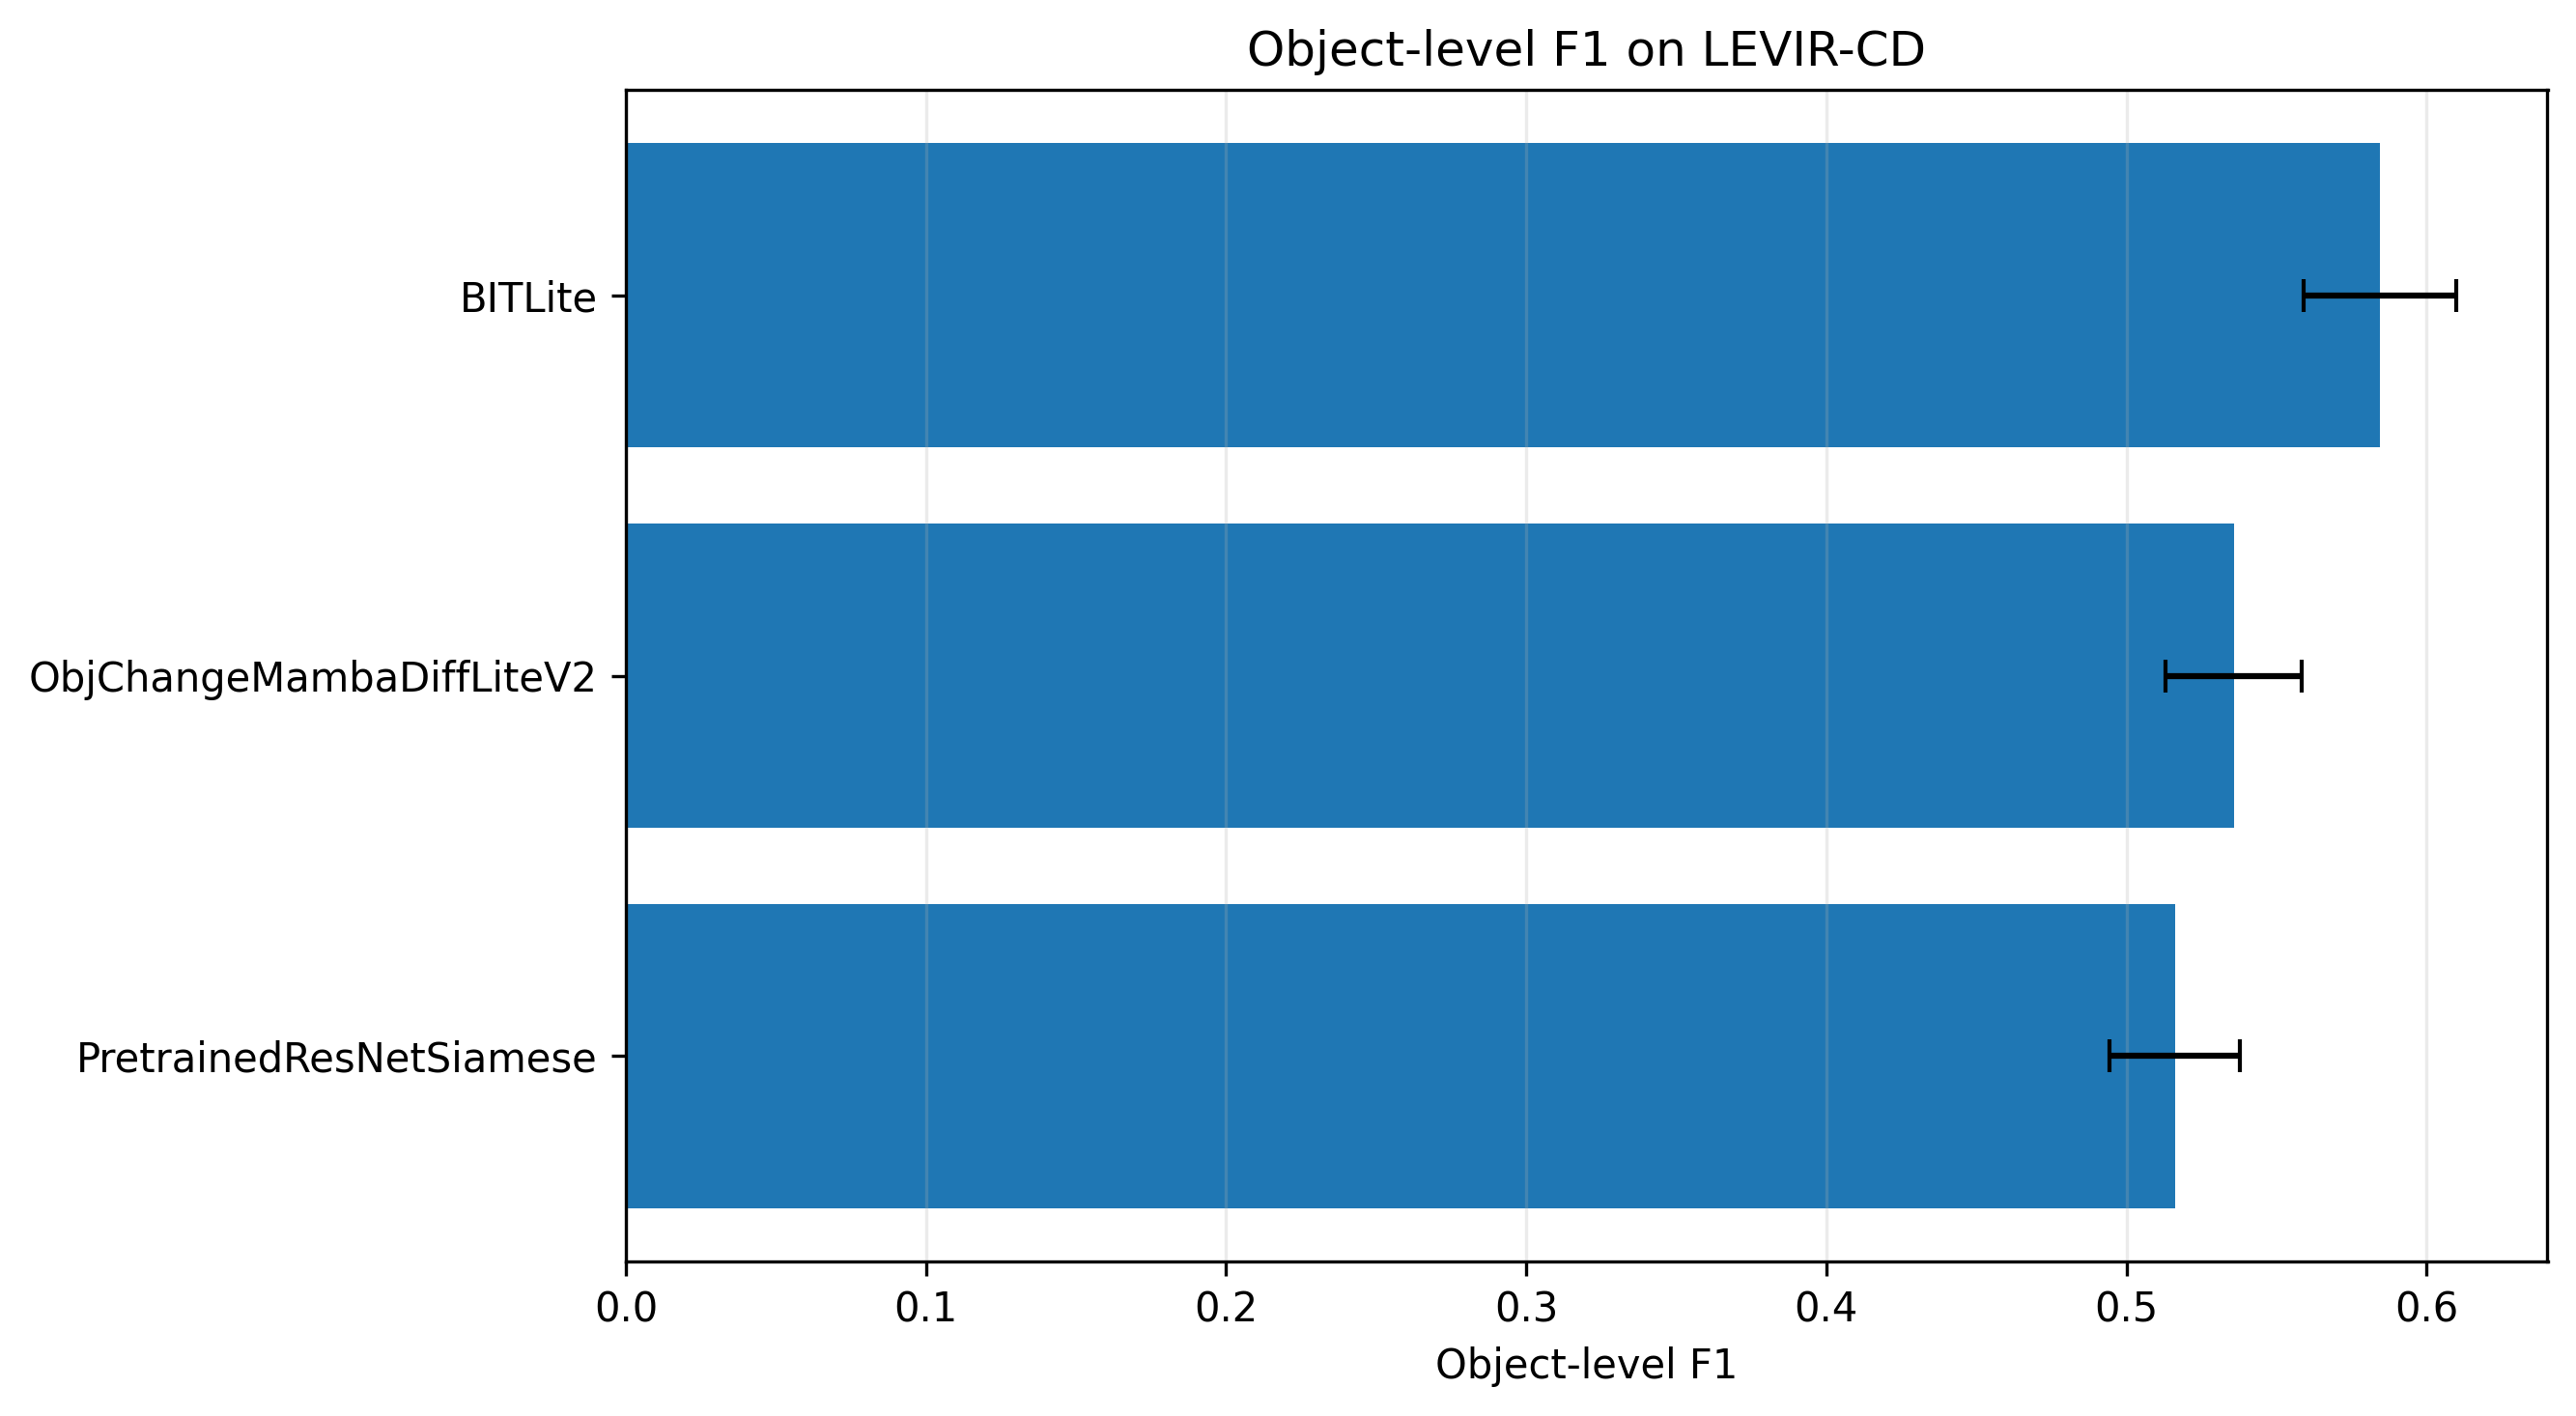 Object-level F1 on LEVIR-CD
BITLite
ObjChangeMambaDiffLiteV2
PretrainedResNetSiamese
0.0 0.1 0.2 0.3 0.4 0.5 0.6
Object-level F1